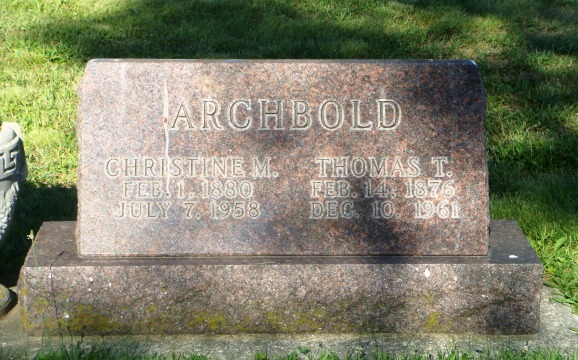 ARCHBOLD
CHRISTINE M. THOMAS T.
FEB. 1, 1880 FEB. 14, 1876
JULY 7, 1958 DEC. 10, 1961